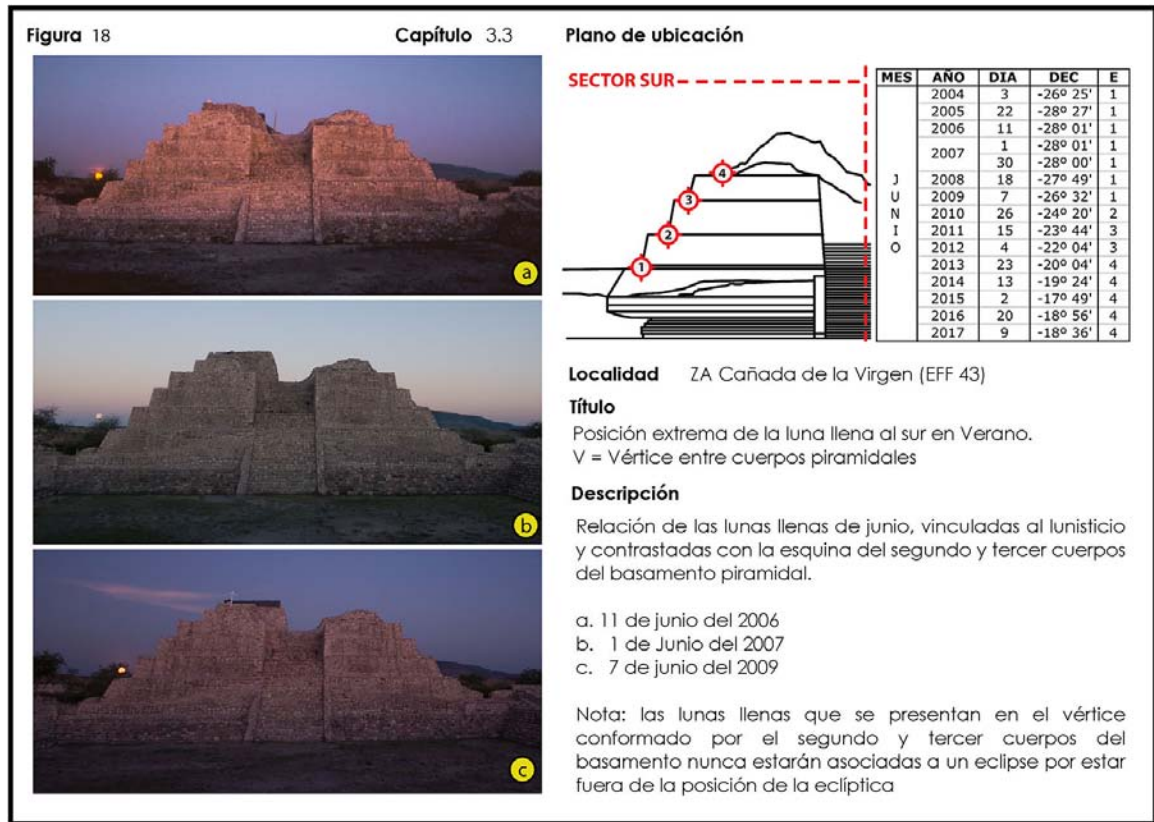 Figura 18
Capítulo 3.3
a
b
c
Plano de ubicación
SECTOR SUR
4
3
2
1
MES AÑO DIA DEC E
JUNIO
2004 3 -26º 25' 1
2005 22 -28º 27' 1
2006 11 -28º 01' 1
2007 1 -28º 01' 1
30 -28º 00' 1
2008 18 -27º 49' 1
2009 7 -26º 32' 1
2010 26 -24º 20' 2
2011 15 -23º 44' 3
2012 4 -22º 04' 3
2013 23 -20º 04' 4
2014 13 -19º 24' 4
2015 2 -17º 49' 4
2016 20 -18º 56' 4
2017 9 -18º 36' 4
Localidad ZA Cañada de la Virgen (EFF 43)
Título
Posición extrema de la luna llena al sur en Verano.
V = Vértice entre cuerpos piramidales
Descripción
Relación de las lunas llenas de junio, vinculadas al lunisticio
y contrastadas con la esquina del segundo y tercer cuerpos
del basamento piramidal.
a. 11 de junio del 2006
b. 1 de Junio del 2007
c. 7 de junio del 2009
Nota: las lunas llenas que se presentan en el vértice
conformado por el segundo y tercer cuerpos del
basamento nunca estarán asociadas a un eclipse por estar
fuera de la posición de la eclíptica